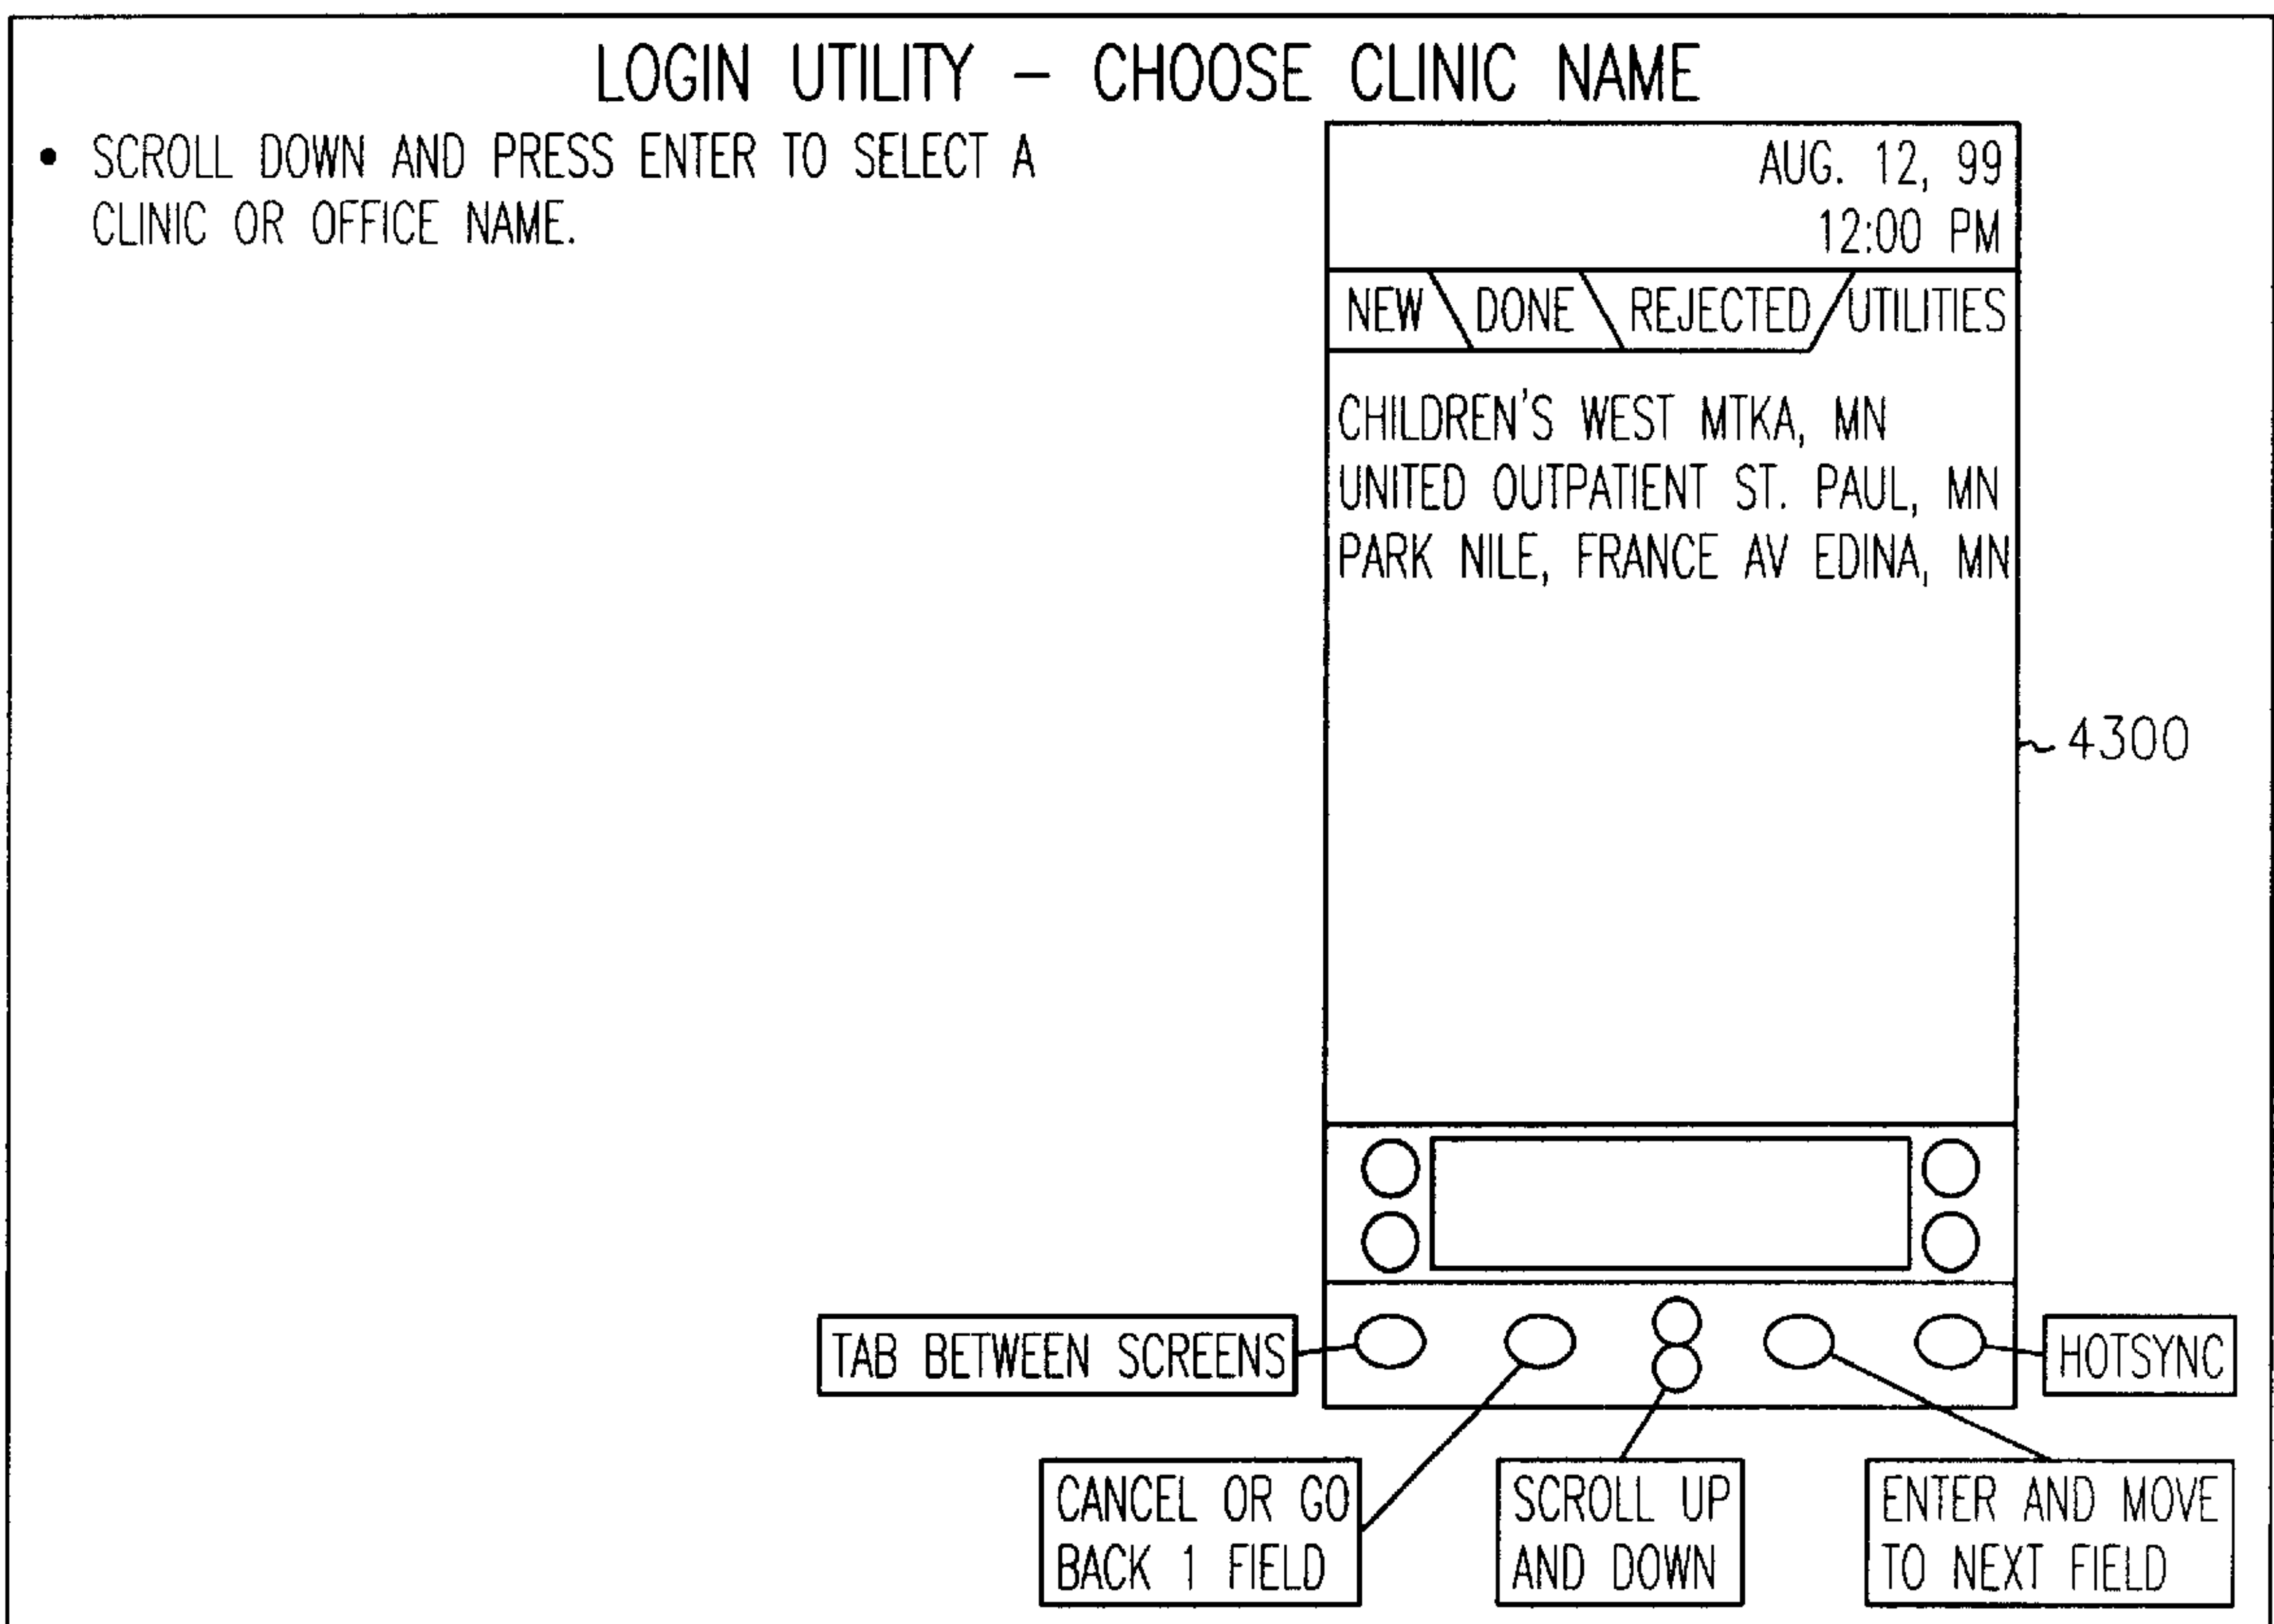 LOGIN UTILITY – CHOOSE CLINIC NAME
• SCROLL DOWN AND PRESS ENTER TO SELECT A
CLINIC OR OFFICE NAME.
AUG. 12, 99
12:00 PM
NEW DONE REJECTED UTILITIES
CHILDREN'S WEST MTKA, MN
UNITED OUTPATIENT ST. PAUL, MN
PARK NILE, FRANCE AV EDINA, MN
4300
TAB BETWEEN SCREENS
HOTSYNC
CANCEL OR GO
BACK 1 FIELD
SCROLL UP
AND DOWN
ENTER AND MOVE
TO NEXT FIELD